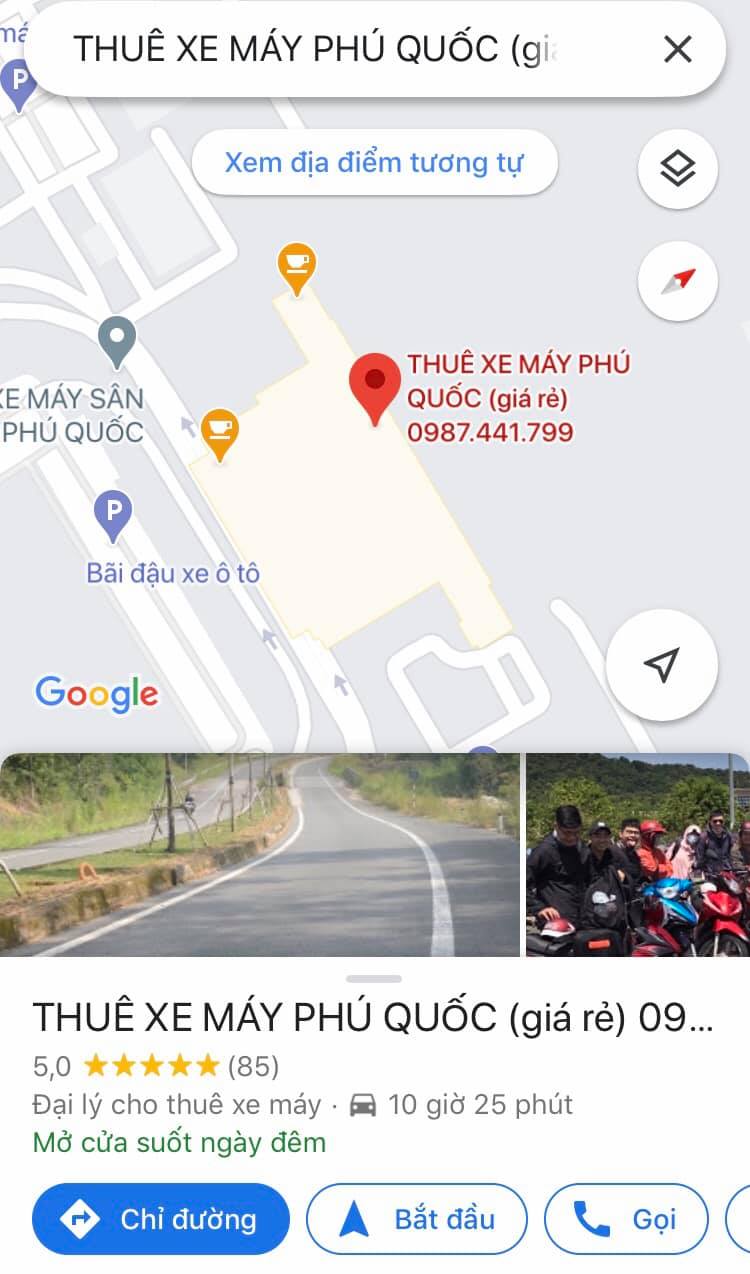 má
P
THUÊ XE MÁY PHÚ QUỐC (giá
Xem địa điểm tương tự
THUÊ XE MÁY PHÚ
QUỐC (giá rẻ)
0987.441.799
XE MÁY SÂN
PHÚ QUỐC
P
Bãi đậu xe ô tô
Google
THUÊ XE MÁY PHÚ QUỐC (giá rẻ) 09...
5,0 (85)
Đại lý cho thuê xe máy · 10 giờ 25 phút
Mở cửa suốt ngày đêm
Chỉ đường
Bắt đầu
Gọi